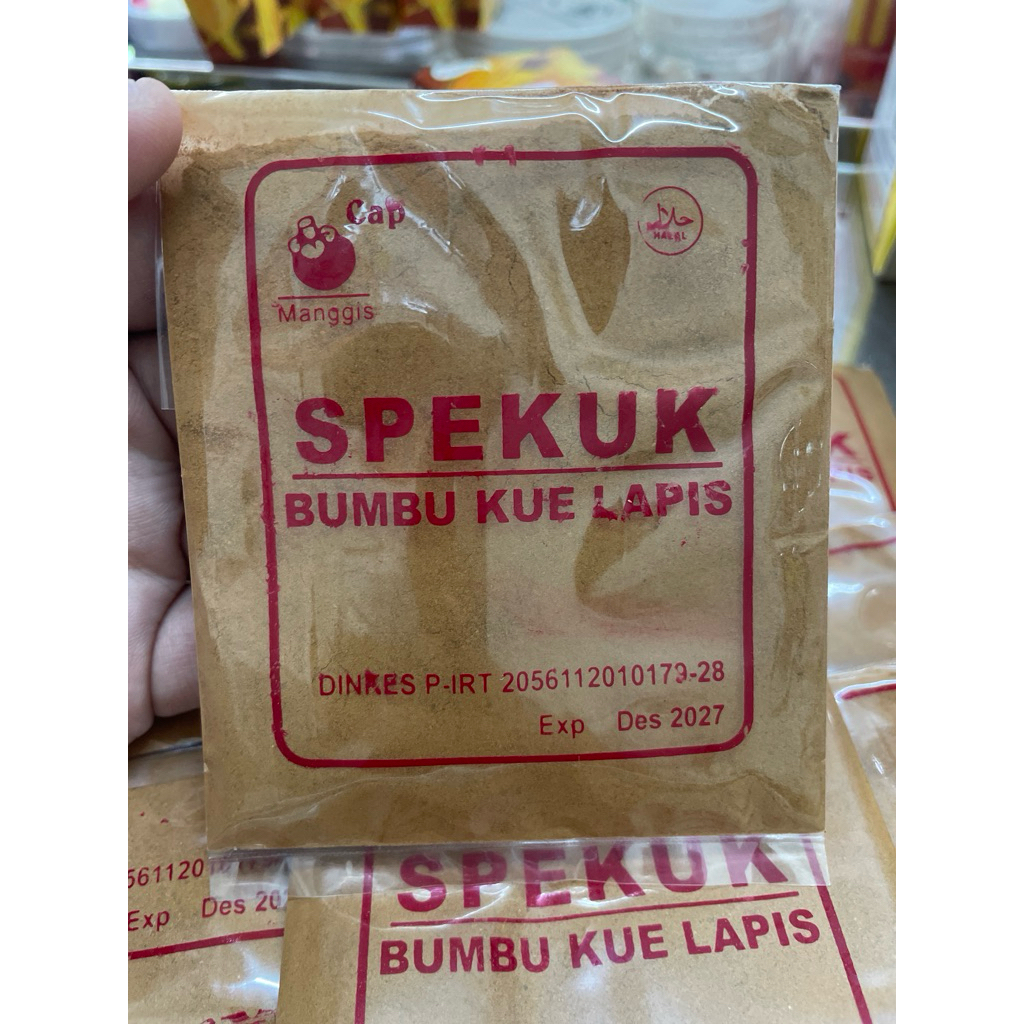 Cap
Manggis
حلال
HALAL
SPEKUK
BUMBU KUE LAPIS
DINKES P-IRT 2056112010179-28
Exp Des 2027
K
IS
Exp Des 20
SPEKUK
BUMBU KUE LAPIS